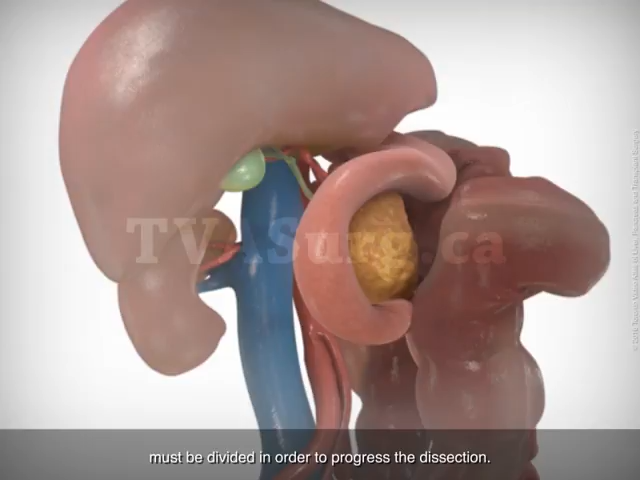 TVASurg.ca
must be divided in order to progress the dissection.